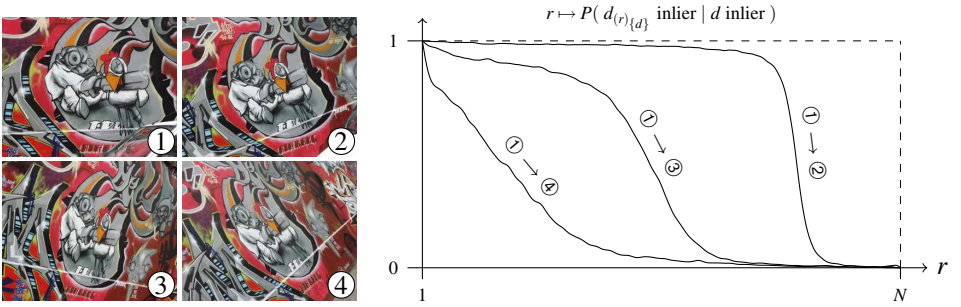 1
2
3
4
r ↦ P( d_{(r)_{\{d\}}} inlier | d inlier )
1
0
1
N
r
① → ②
① → ③
① → ④